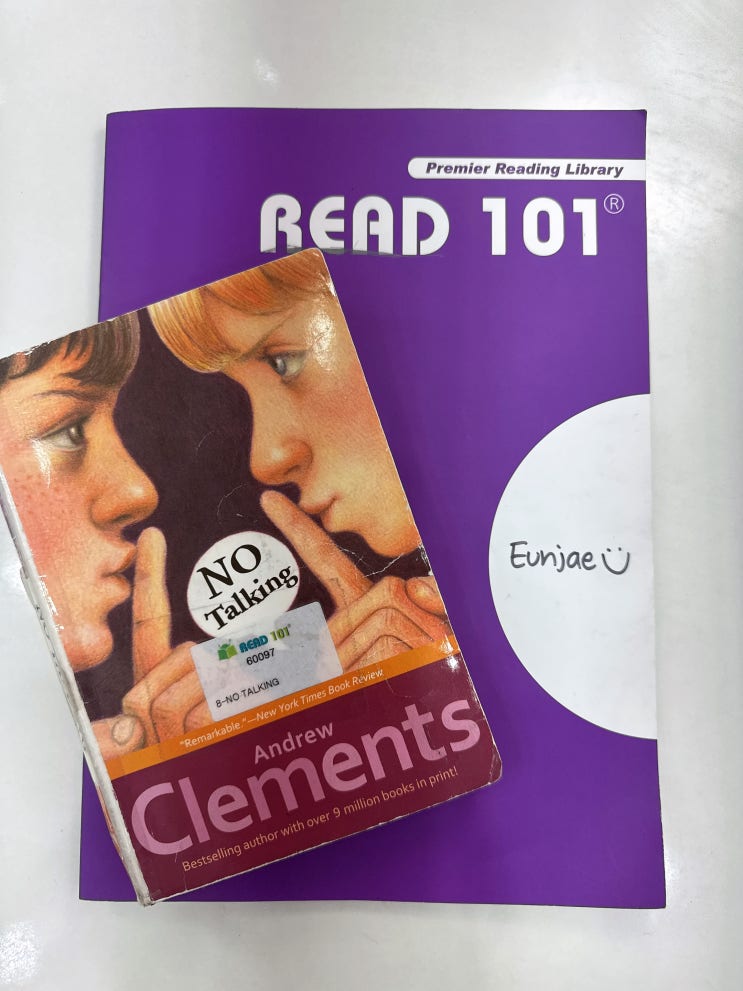 Premier Reading Library
READ 101®
Eunjae
NO
Talking
READ 101®
60097
B-NO TALKING
"Remarkable."—New York Times Book Review
Andrew
Clements
Bestselling author with over 9 million books in print!